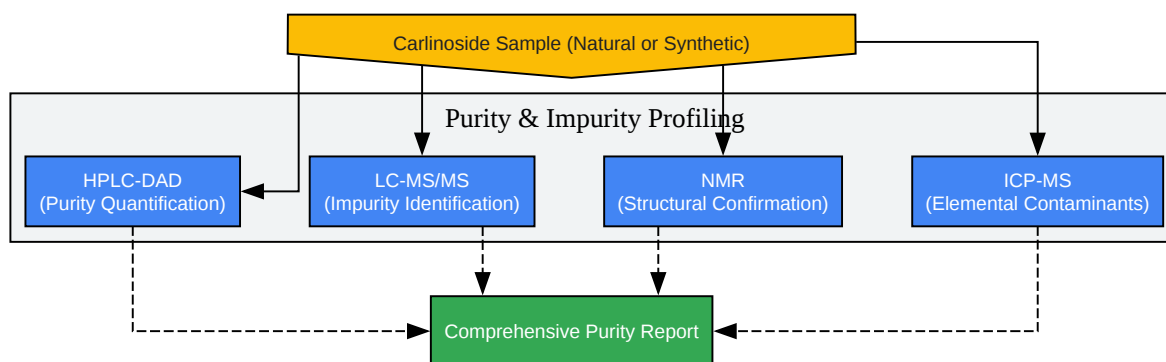 Carlinoside Sample (Natural or Synthetic)
Purity & Impurity Profiling
HPLC-DAD
(Purity Quantification)
LC-MS/MS
(Impurity Identification)
NMR
(Structural Confirmation)
ICP-MS
(Elemental Contaminants)
Comprehensive Purity Report